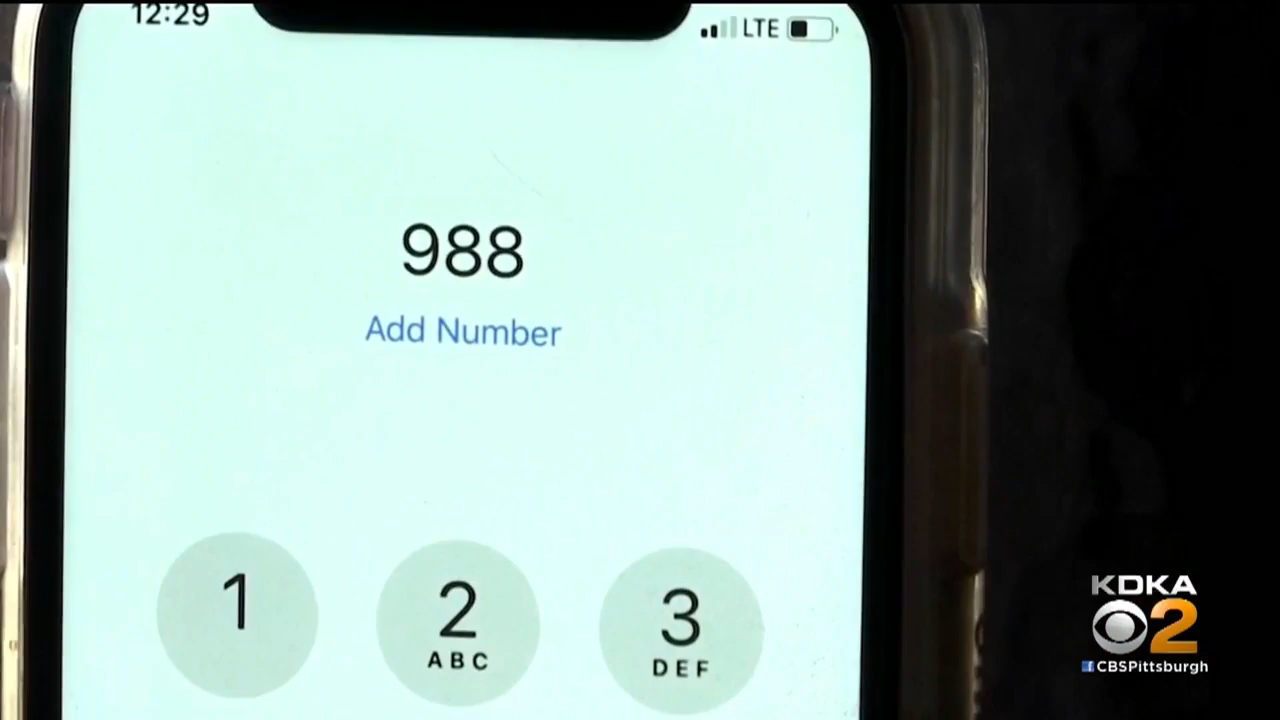 12:29
LTE
988
Add Number
1
2
ABC
3
DEF
KDKA
2
f CBSPittsburgh